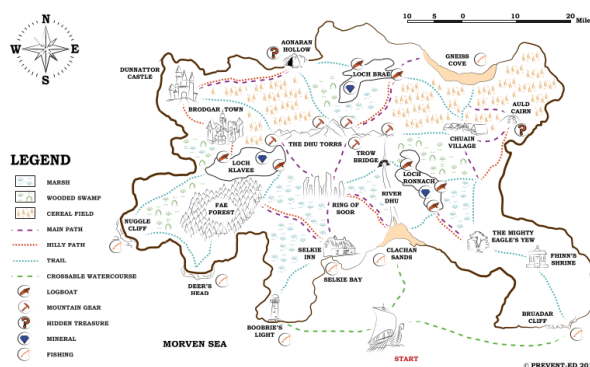 N
W E
S
10 5 0 10 20
Mile
AONARAN
HOLLOW
GNEISS
COVE
DUNNATTOR
CASTLE
LOCH BRAE
BRODGAR TOWN
AULD
CAIRN
CHUAIN
VILLAGE
THE DHU TORRS
TROW
BRIDGE
LOCH
KLAVEE
LOCH
RONNACH
RIVER
DHU
FAE
FOREST
RING OF
SOOR
NUGGLE
CLIFF
SELKIE
INN
CLACHAN
SANDS
THE MIGHTY
EAGLE'S YEW
FHINN'S
SHRINE
DEER'S
HEAD
SELKIE BAY
BOOBRIE'S
LIGHT
BRUADAR
CLIFF
MORVEN SEA
START
LEGEND
MARSH
WOODED SWAMP
CEREAL FIELD
MAIN PATH
HILLY PATH
TRAIL
CROSSABLE WATERCOURSE
LOGBOAT
MOUNTAIN GEAR
HIDDEN TREASURE
MINERAL
FISHING
© PREVENT-ED 20